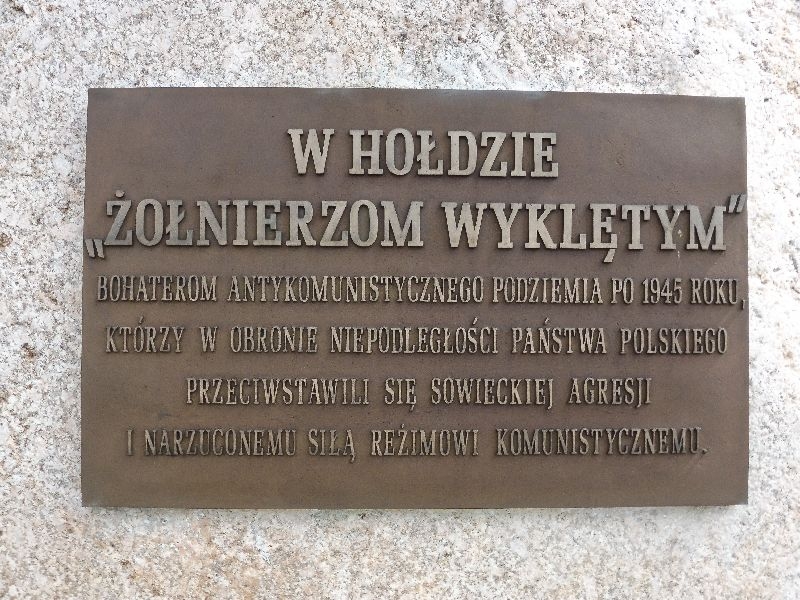 W HOŁDZIE
„ŻOŁNIERZOM WYKLĘTYM”
BOHATEROM ANTYKOMUNISTYCZNEGO PODZIEMIA PO 1945 ROKU,
KTÓRZY W OBRONIE NIEPODLEGŁOŚCI PAŃSTWA POLSKIEGO
PRZECIWSTAWILI SIĘ SOWIECKIEJ AGRESJI
I NARZUCONEMU SIŁĄ REŻIMOWI KOMUNISTYCZNEMU.